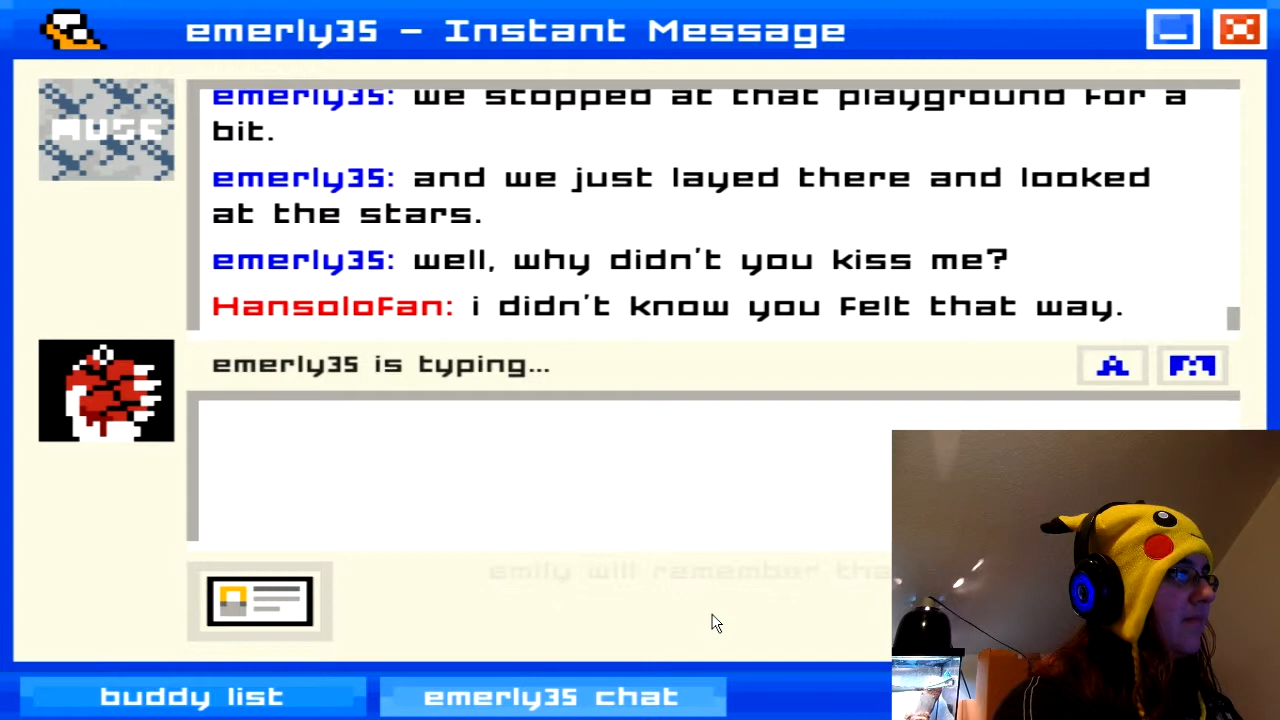 emerly35 - Instant Message
emerly35: we stopped at that playground for a
bit.
MUSE
emerly35: and we just layed there and looked
at the stars.
emerly35: well, why didn't you kiss me?
HansoloFan: i didn't know you felt that way.
emerly35 is typing...
A
emily will remember
buddy list
emerly35 chat